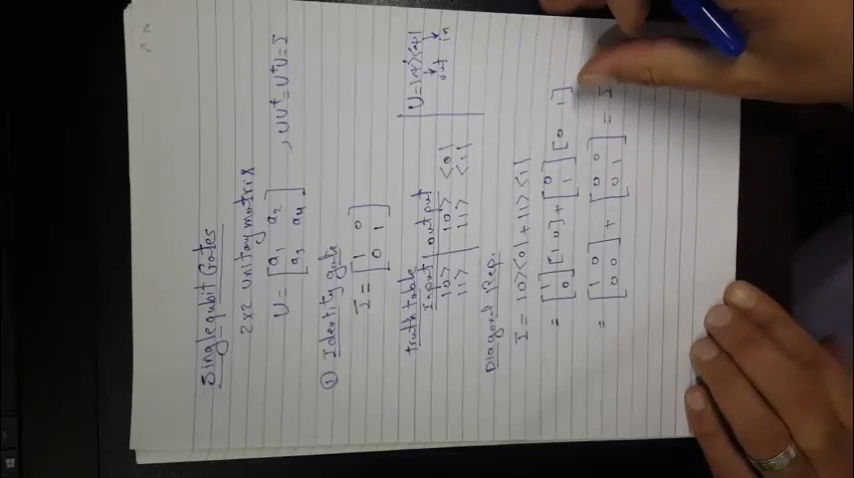 Single qubit Gates
2x2 unitary matrix
U = [a₁ a₂
a₃ a₄] , UU† = U†U = I
① Identity gate
I = [1 0
0 1]
truth table
Input | output
|0> | |0> <0|
|1> | |1> <1|
U = |ψ'><ψ|
out in
Diagonal Rep.
I = |0><0| + |1><1|
= [1
0] [1 0] + [0
1] [0 1]
= [1 0
0 0] + [0 0
0 1] = I